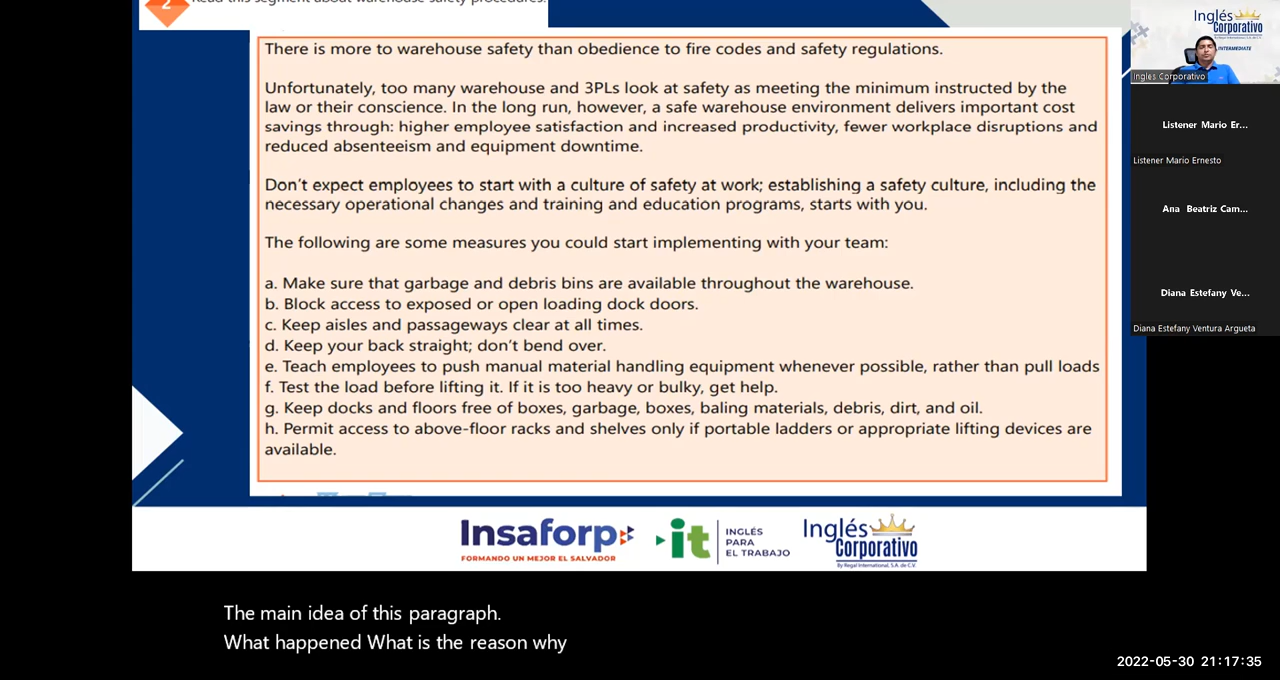 2 Read this segment about warehouse safety procedures.
There is more to warehouse safety than obedience to fire codes and safety regulations.
Unfortunately, too many warehouse and 3PLs look at safety as meeting the minimum instructed by the
law or their conscience. In the long run, however, a safe warehouse environment delivers important cost
savings through: higher employee satisfaction and increased productivity, fewer workplace disruptions and
reduced absenteeism and equipment downtime.
Don't expect employees to start with a culture of safety at work; establishing a safety culture, including the
necessary operational changes and training and education programs, starts with you.
The following are some measures you could start implementing with your team:
a. Make sure that garbage and debris bins are available throughout the warehouse.
b. Block access to exposed or open loading dock doors.
c. Keep aisles and passageways clear at all times.
d. Keep your back straight; don't bend over.
e. Teach employees to push manual material handling equipment whenever possible, rather than pull loads
f. Test the load before lifting it. If it is too heavy or bulky, get help.
g. Keep docks and floors free of boxes, garbage, boxes, baling materials, debris, dirt, and oil.
h. Permit access to above-floor racks and shelves only if portable ladders or appropriate lifting devices are
available.
Insaforp
FORMANDO UN MEJOR EL SALVADOR
it
INGLÉS
PARA
EL TRABAJO
Inglés
Corporativo
By Regal International, S.A. de C.V.
Inglés
Corporativo
By Regal International, S.A. de C.V.
INTERMEDIATE
Ingles Corporativo
Listener Mario Er...
Listener Mario Ernesto
Ana Beatriz Cam...
Diana Estefany Ve...
Diana Estefany Ventura Argueta
The main idea of this paragraph.
What happened What is the reason why
2022-05-30 21:17:35